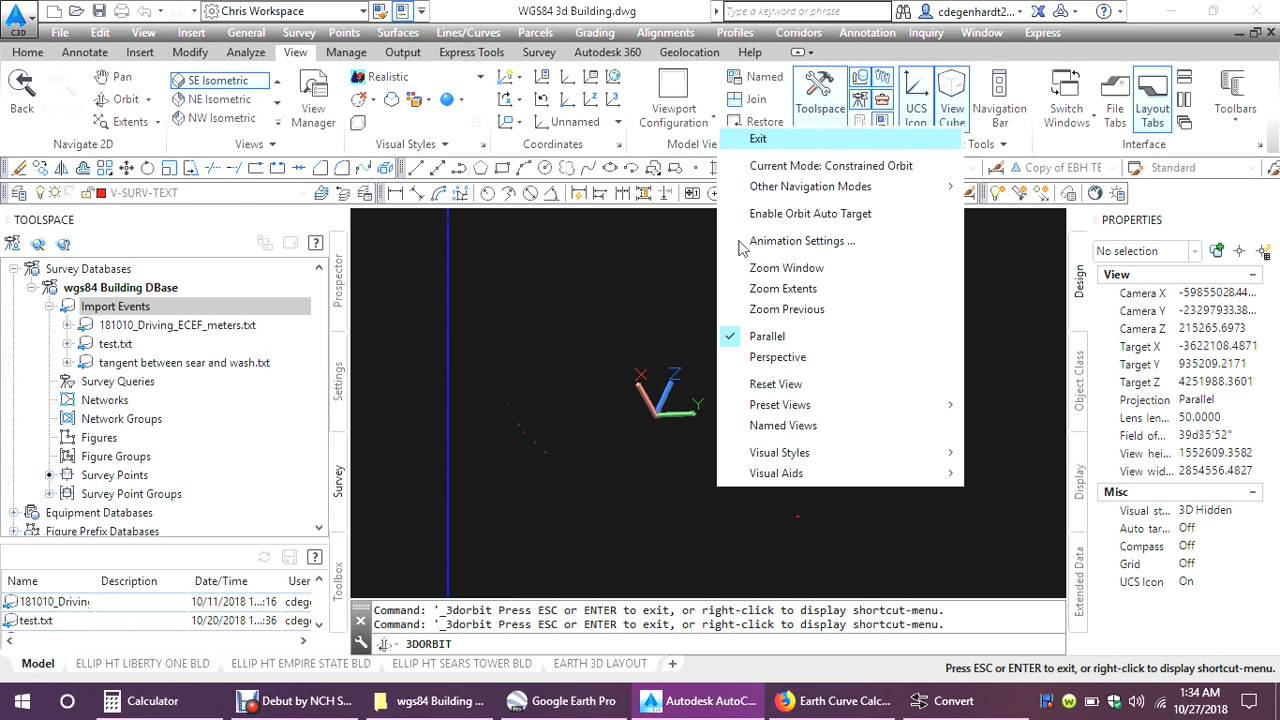 Chris Workspace
WGS84 3d Building.dwg
Type a keyword or phrase
cdegenhardt2...
C3D
File Edit View Insert General Survey Points Surfaces Lines/Curves Parcels Grading Alignments Profiles Corridors Annotation Inquiry Window Express
Home Annotate Insert Modify Analyze View Manage Output Express Tools Survey Autodesk 360 Geolocation Help
Back
Pan
Orbit
Extents
Navigate 2D
SE Isometric
NE Isometric
NW Isometric
View
Manager
Views
Realistic
Visual Styles
Unnamed
Coordinates
Viewport
Configuration
Named
Join
Restore
Toolspace
UCS
Icon
View
Cube
Navigation
Bar
Switch
Windows
File
Tabs
Layout
Tabs
Toolbars
Interface
V-SURV-TEXT
Copy of EBH TE
Standard
TOOLSPACE
Survey Databases
wgs84 Building DBase
Import Events
181010_Driving_ECEF_meters.txt
test.txt
tangent between sear and wash.txt
Survey Queries
Networks
Network Groups
Figures
Figure Groups
Survey Points
Survey Point Groups
Equipment Databases
Figure Prefix Databases
Prospector
Settings
Survey
Toolbox
Name Description Date/Time User
181010_Driving 10/11/2018 1...:16 cdege
test.txt 10/20/2018 1...:36 cdege
X
Z
Y
Exit
Current Mode: Constrained Orbit
Other Navigation Modes
Enable Orbit Auto Target
Animation Settings ...
Zoom Window
Zoom Extents
Zoom Previous
Parallel
Perspective
Reset View
Preset Views
Named Views
Visual Styles
Visual Aids
PROPERTIES
No selection
View
Camera X -59855028.44...
Camera Y -2329793.38...
Camera Z 215265.6973
Target X -3622108.4871
Target Y 935209.2171
Target Z 4251988.3601
Projection Parallel
Lens len... 50.0000
Field of... 39d35'52"
View he... 1552609.3582
View wid... 2854556.4827
Misc
Visual st... 3D Hidden
Auto tar... Off
Compass Off
Grid Off
UCS Icon On
Design
Object Class
Display
Extended Data
Command: '_3dorbit Press ESC or ENTER to exit, or right-click to display shortcut-menu.
Command: '_3dorbit Press ESC or ENTER to exit, or right-click to display shortcut-menu.
3DORBIT
Model ELLIP HT LIBERTY ONE BLD ELLIP HT EMPIRE STATE BLD ELLIP HT SEARS TOWER BLD EARTH 3D LAYOUT
Press ESC or ENTER to exit, or right-click to display shortcut-menu.
Calculator
Debut by NCH S...
wgs84 Building ...
Google Earth Pro
Autodesk AutoC...
Earth Curve Calc...
Convert
1:34 AM
10/27/2018